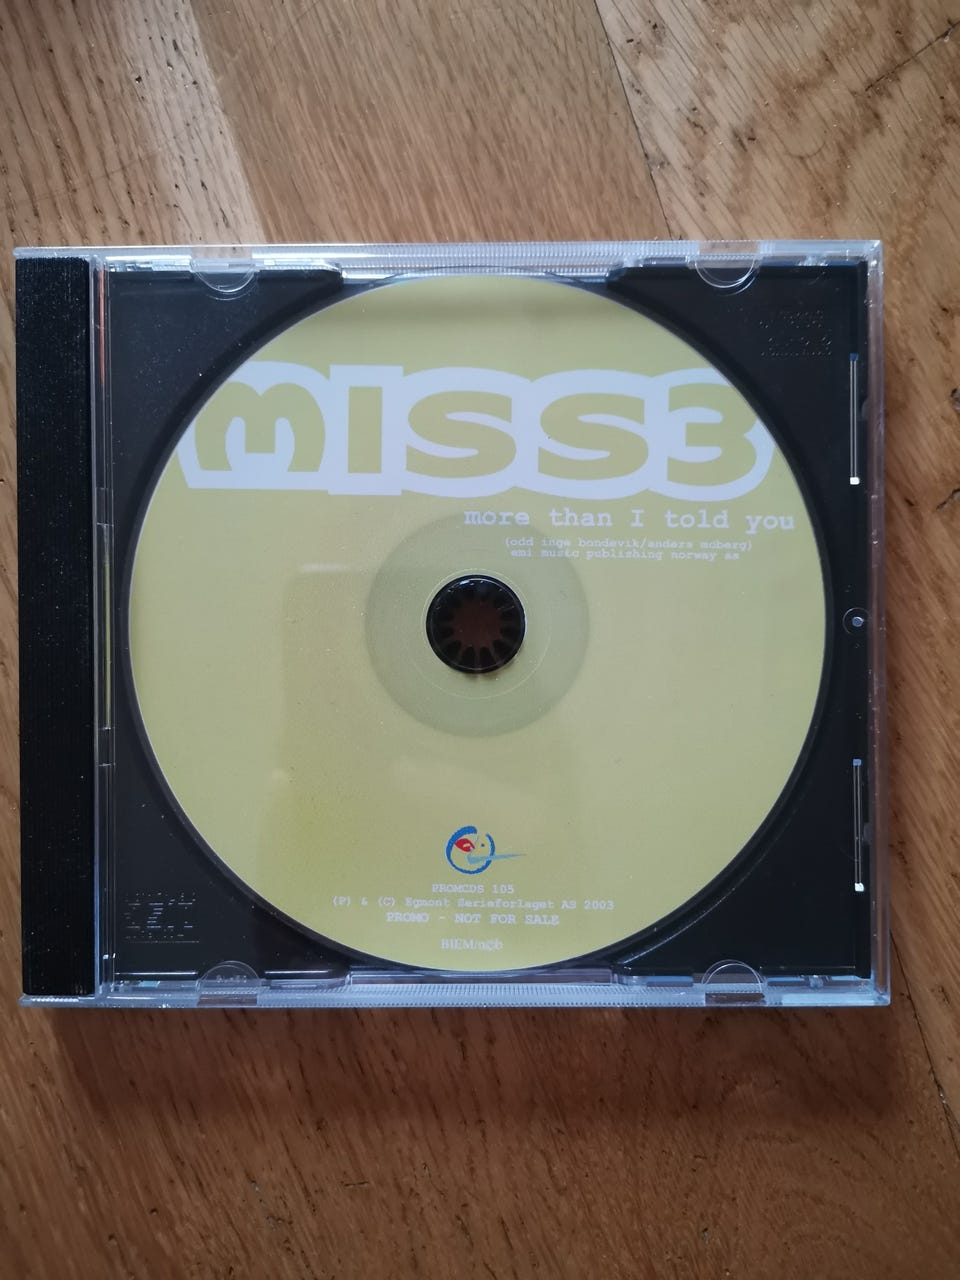 MISS3
more than I told you
(odd inge bondevik/anders moberg)
emi music publishing norway as
PROMCDS 105
(P) & (C) Egmont Serieforlaget AS 2003
PROMO - NOT FOR SALE
BIEM/n©b